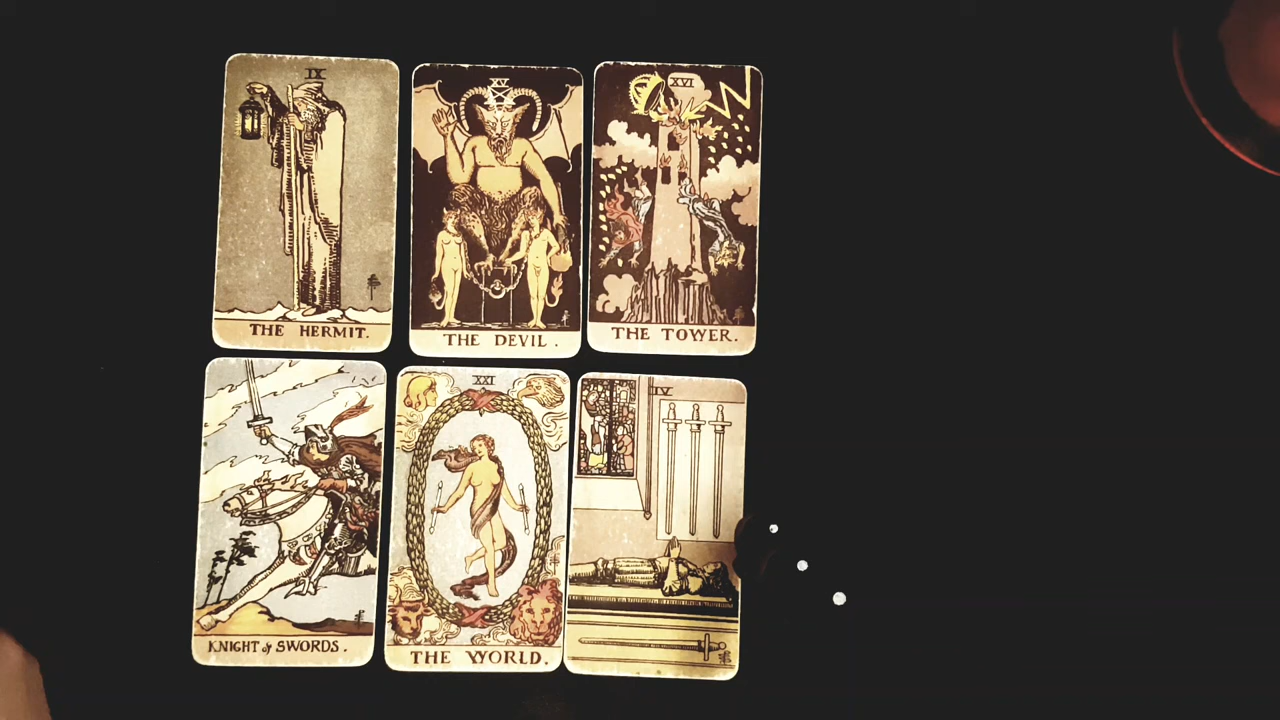 IX
XV
XVI
THE HERMIT.
THE DEVIL.
THE TOWER.
XXI
IV
KNIGHT of SWORDS.
THE WORLD.